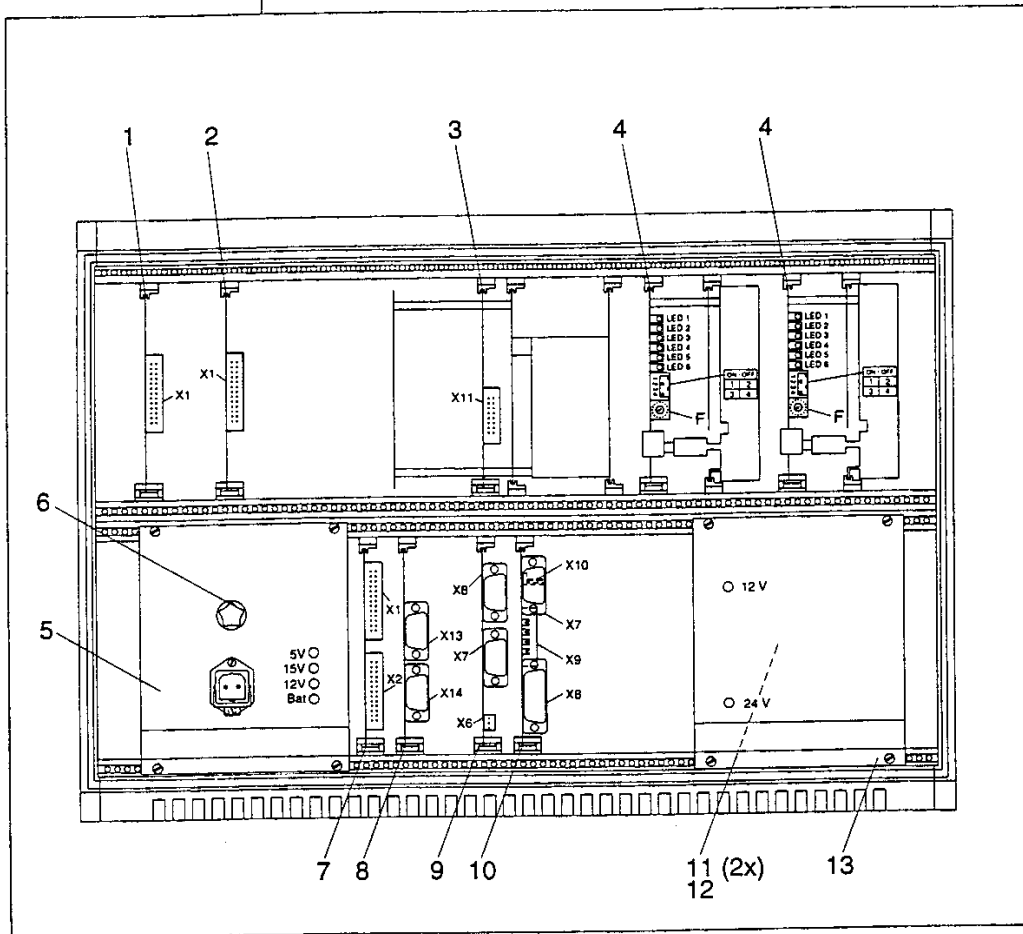 1 2 3 4 4
LED 1
LED 2
LED 3
LED 4
LED 5
LED 6
LED 1
LED 2
LED 3
LED 4
LED 5
LED 6
X1
X1
X11
ON OFF
1 2
3 4
F
ON OFF
1 2
3 4
F
6
5
5V
15V
12V
Bat
X1
X2
X13
X14
X8
X7
X6
X10
X7
X9
X8
12 V
24 V
7 8 9 10 11 (2x) 13
12